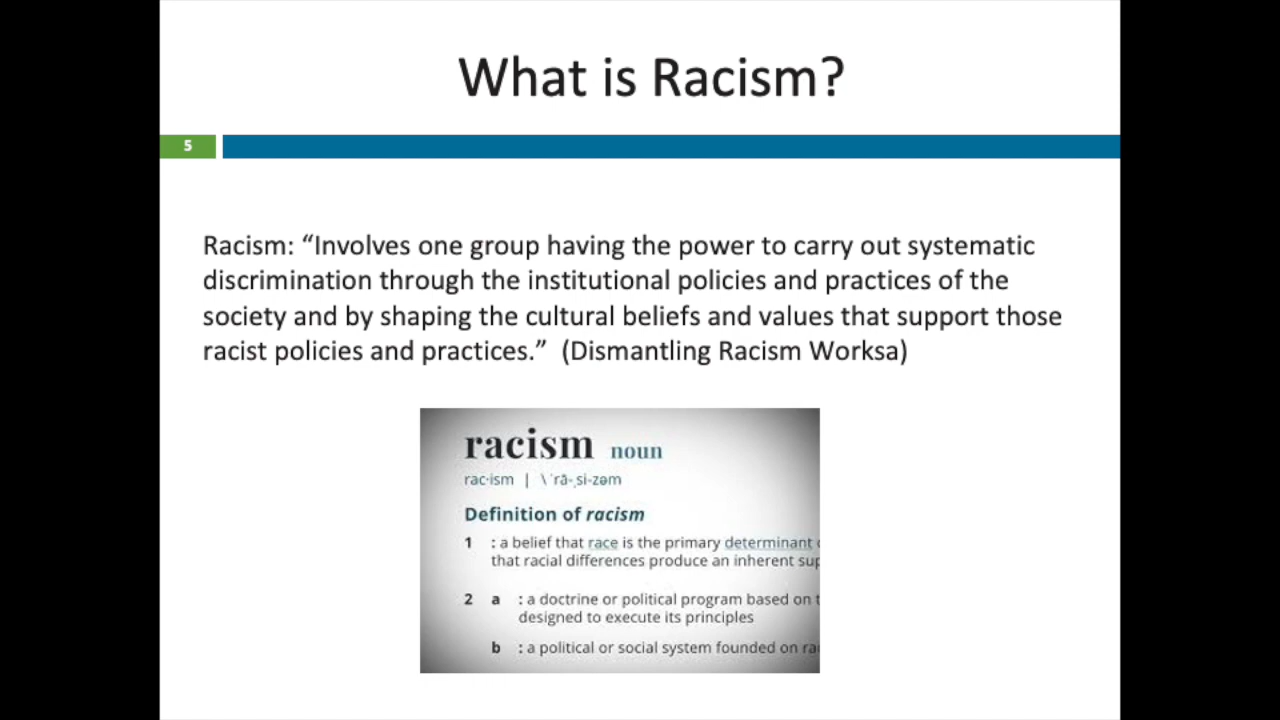 What is Racism?
5
Racism: “Involves one group having the power to carry out systematic
discrimination through the institutional policies and practices of the
society and by shaping the cultural beliefs and values that support those
racist policies and practices.”  (Dismantling Racism Worksa)
racism noun
rac·ism | \ ˈrā-ˌsi-zəm
Definition of racism
1 : a belief that race is the primary determinant
that racial differences produce an inherent
2 a : a doctrine or political program based on
designed to execute its principles
b : a political or social system founded on